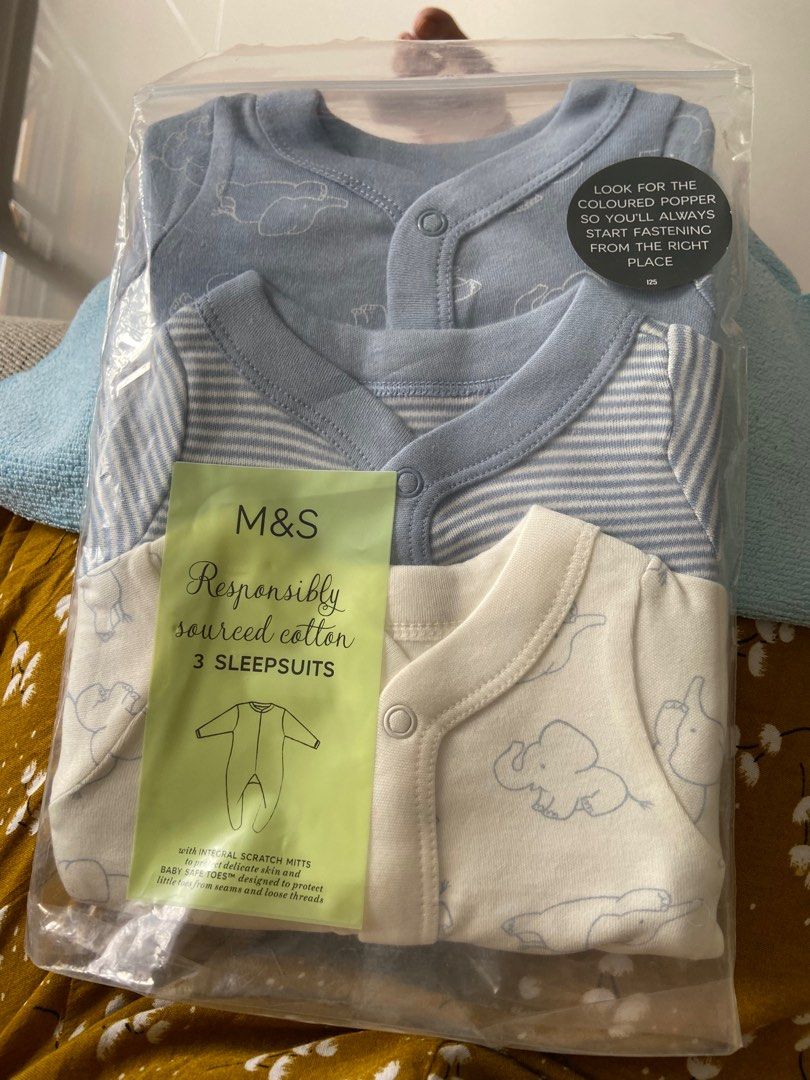 LOOK FOR THE
COLOURED POPPER
SO YOU'LL ALWAYS
START FASTENING
FROM THE RIGHT
PLACE
125
M&S
Responsibly
sourced cotton
3 SLEEPSUITS
with INTEGRAL SCRATCH MITTS
to protect delicate skin and
BABY SAFE TOES™ designed to protect
little toes from seams and loose threads